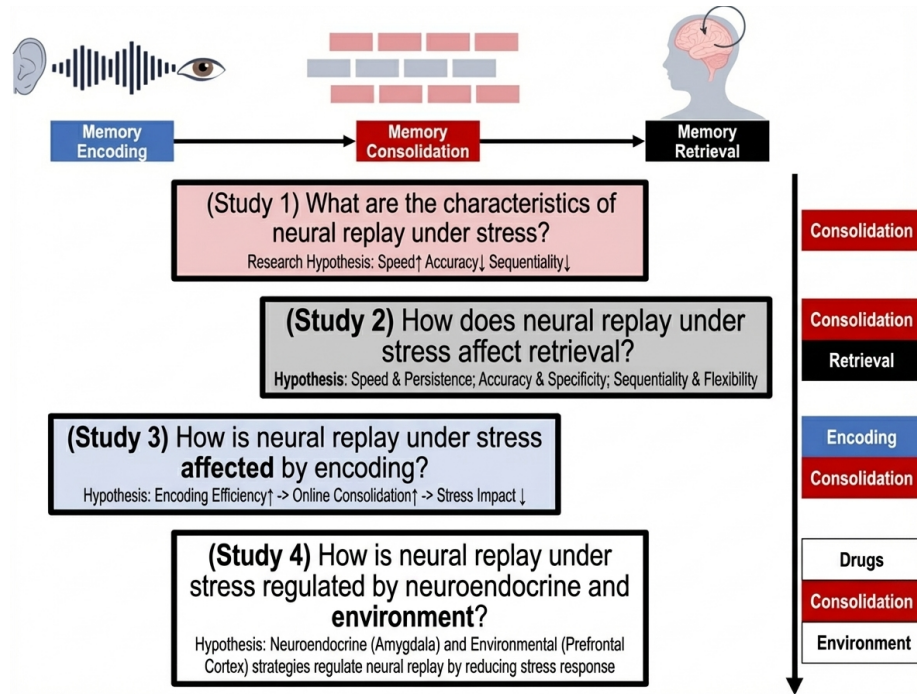 Memory
Encoding
Memory
Consolidation
Memory
Retrieval
(Study 1) What are the characteristics of
neural replay under stress?
Research Hypothesis: Speed↑ Accuracy↓ Sequentiality↓
Consolidation
(Study 2) How does neural replay under
stress affect retrieval?
Hypothesis: Speed & Persistence; Accuracy & Specificity; Sequentiality & Flexibility
Consolidation
Retrieval
(Study 3) How is neural replay under stress
affected by encoding?
Hypothesis: Encoding Efficiency↑ -> Online Consolidation↑ -> Stress Impact ↓
Encoding
Consolidation
(Study 4) How is neural replay under
stress regulated by neuroendocrine and
environment?
Hypothesis: Neuroendocrine (Amygdala) and Environmental (Prefrontal
Cortex) strategies regulate neural replay by reducing stress response
Drugs
Consolidation
Environment